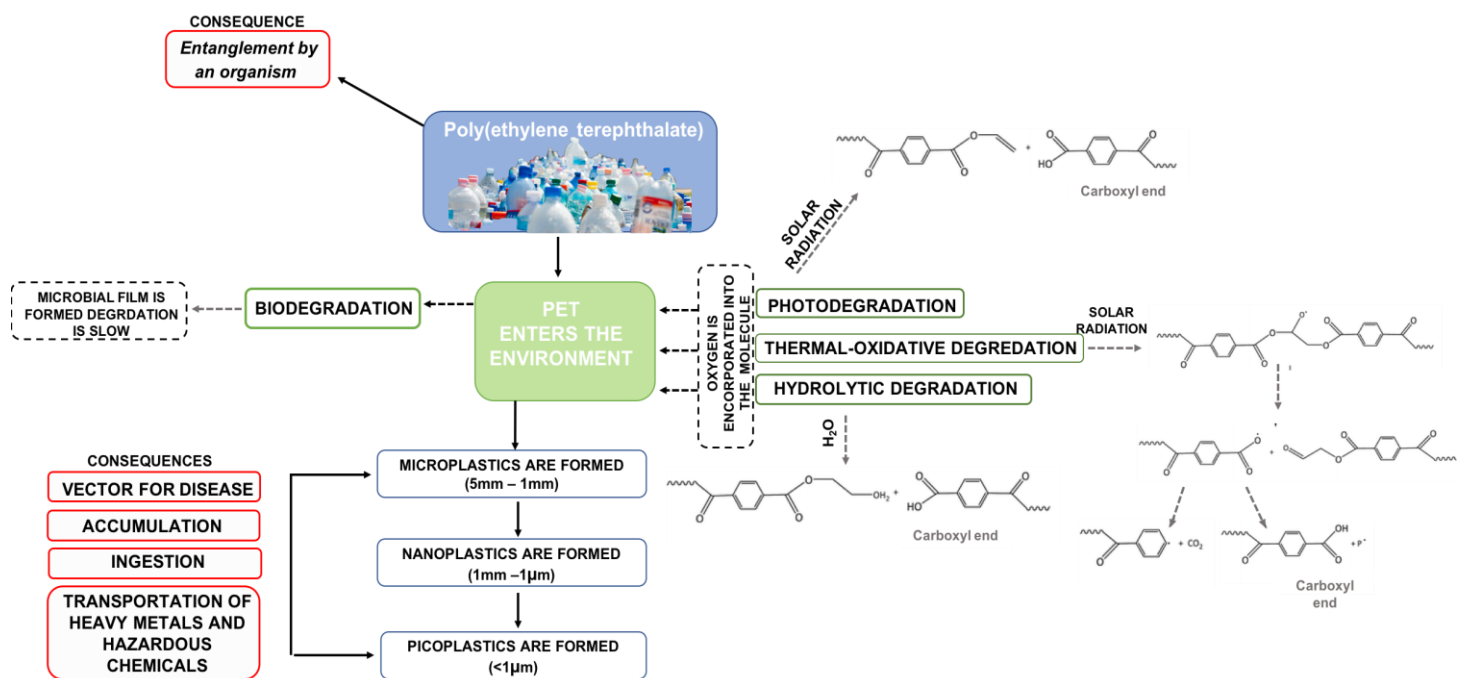 CONSEQUENCE
Entanglement by
an organism
Poly(ethylene terephthalate)
SOLAR
RADIATION
O
O
O
+
O
HO
O
Carboxyl end
MICROBIAL FILM IS
FORMED DEGRDATION
IS SLOW
BIODEGRADATION
PET
ENTERS THE
ENVIRONMENT
OXYGEN IS
ENCORPORATED INTO
THE MOLECULE
PHOTODEGRADATION
THERMAL-OXIDATIVE DEGREDATION
HYDROLYTIC DEGRADATION
SOLAR
RADIATION
O
O
O
O˙
O
O
O
H₂O
O
O
O˙
+
O
O
O
O
CONSEQUENCES
VECTOR FOR DISEASE
ACCUMULATION
INGESTION
TRANSPORTATION OF
HEAVY METALS AND
HAZARDOUS
CHEMICALS
MICROPLASTICS ARE FORMED
(5mm – 1mm)
NANOPLASTICS ARE FORMED
(1mm –1µm)
PICOPLASTICS ARE FORMED
(<1µm)
O
O
O
OH₂
+
O
HO
O
Carboxyl end
O
+ CO₂
O
OH
O
+ P˙
Carboxyl
end